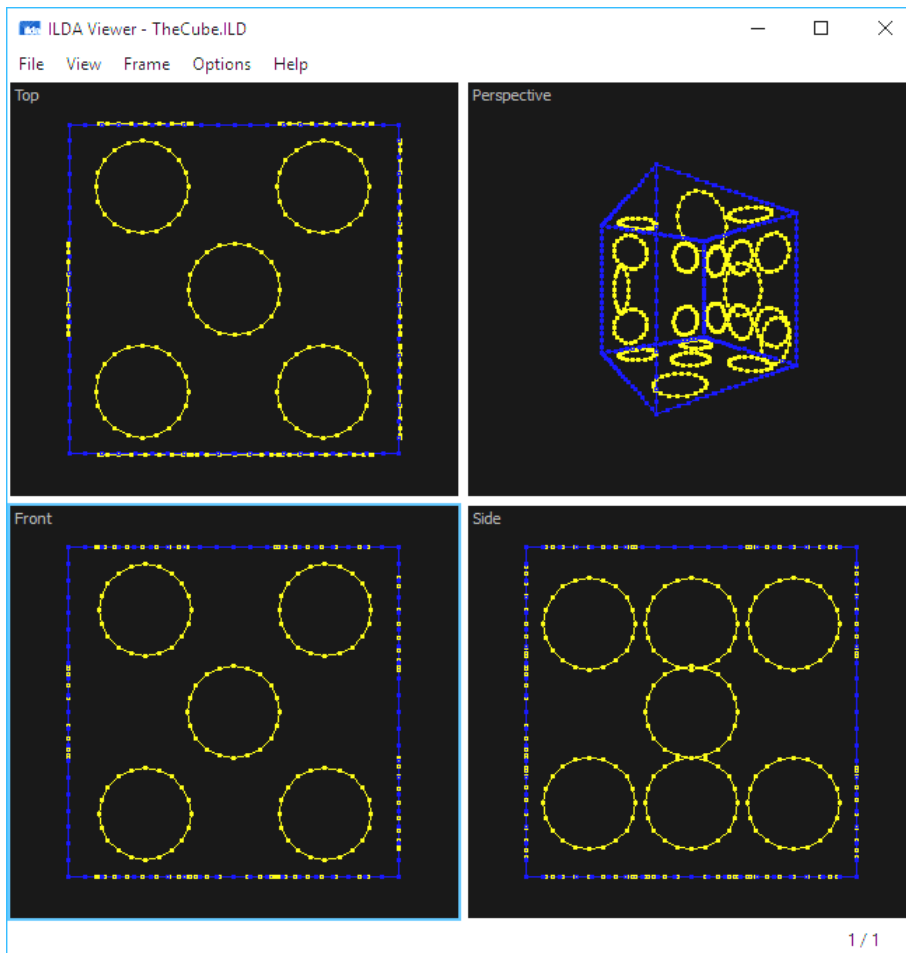 ILDA Viewer - TheCube.ILD
File View Frame Options Help
Top
Perspective
Front
Side
1 / 1